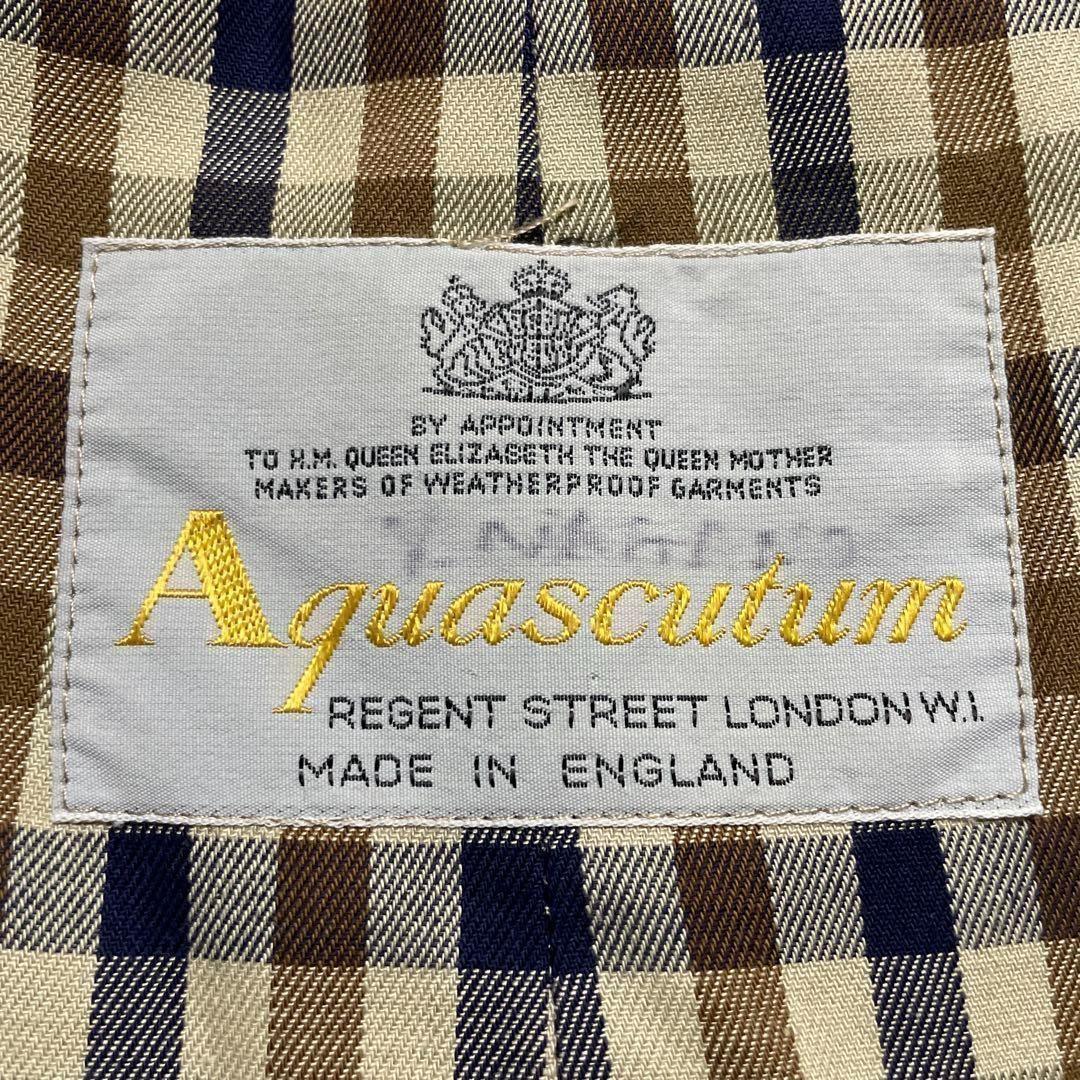 BY APPOINTMENT
TO H.M. QUEEN ELIZABETH THE QUEEN MOTHER
MAKERS OF WEATHERPROOF GARMENTS
Aquascutum
REGENT STREET LONDON W.I.
MADE IN ENGLAND